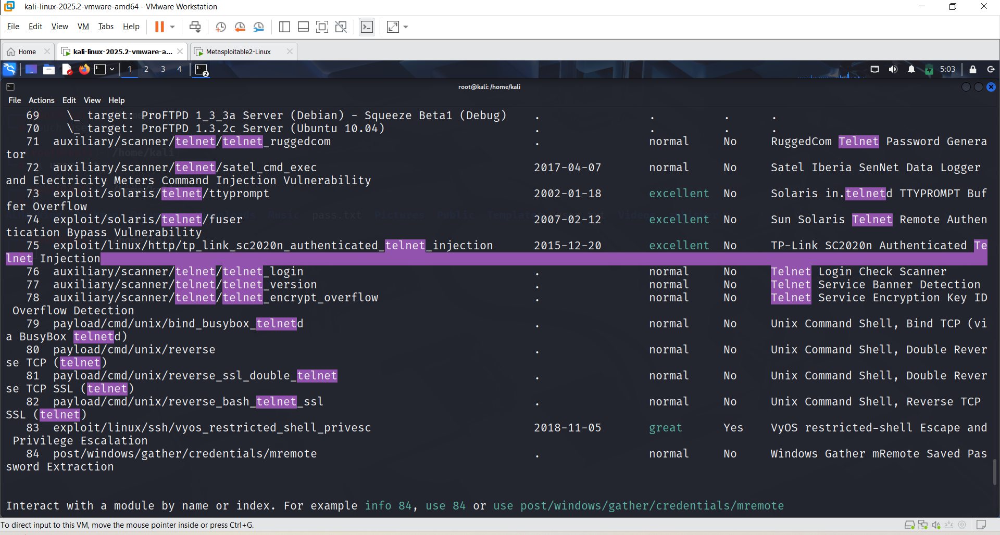 kali-linux-2025.2-vmware-amd64 - VMware Workstation
File Edit View VM Tabs Help
Home kali-linux-2025.2-vmware-a... Metasploitable2-Linux
1 2 3 4 2 5:03
root@kali: /home/kali
File Actions Edit View Help
69 \_ target: ProFTPD 1_3_3a Server (Debian) - Squeeze Beta1 (Debug) . . . .
70 \_ target: ProFTPD 1.3.2c Server (Ubuntu 10.04) . . . .
71 auxiliary/scanner/telnet/telnet_ruggedcom . normal No RuggedCom Telnet Password Genera
tor
72 auxiliary/scanner/telnet/satel_cmd_exec 2017-04-07 normal No Satel Iberia SenNet Data Logger
and Electricity Meters Command Injection Vulnerability
73 exploit/solaris/telnet/ttyprompt 2002-01-18 excellent No Solaris in.telnetd TTYPROMPT Buf
fer Overflow
74 exploit/solaris/telnet/fuser 2007-02-12 excellent No Sun Solaris Telnet Remote Authen
tication Bypass Vulnerability
75 exploit/linux/http/tp_link_sc2020n_authenticated_telnet_injection 2015-12-20 excellent No TP-Link SC2020n Authenticated Te
lnet Injection
76 auxiliary/scanner/telnet/telnet_login . normal No Telnet Login Check Scanner
77 auxiliary/scanner/telnet/telnet_version . normal No Telnet Service Banner Detection
78 auxiliary/scanner/telnet/telnet_encrypt_overflow . normal No Telnet Service Encryption Key ID
Overflow Detection
79 payload/cmd/unix/bind_busybox_telnetd . normal No Unix Command Shell, Bind TCP (vi
a BusyBox telnetd)
80 payload/cmd/unix/reverse . normal No Unix Command Shell, Double Rever
se TCP (telnet)
81 payload/cmd/unix/reverse_ssl_double_telnet . normal No Unix Command Shell, Double Rever
se TCP SSL (telnet)
82 payload/cmd/unix/reverse_bash_telnet_ssl . normal No Unix Command Shell, Reverse TCP
SSL (telnet)
83 exploit/linux/ssh/vyos_restricted_shell_privesc 2018-11-05 great Yes VyOS restricted-shell Escape and
Privilege Escalation
84 post/windows/gather/credentials/mremote . normal No Windows Gather mRemote Saved Pas
sword Extraction
Interact with a module by name or index. For example info 84, use 84 or use post/windows/gather/credentials/mremote
To direct input to this VM, move the mouse pointer inside or press Ctrl+G.